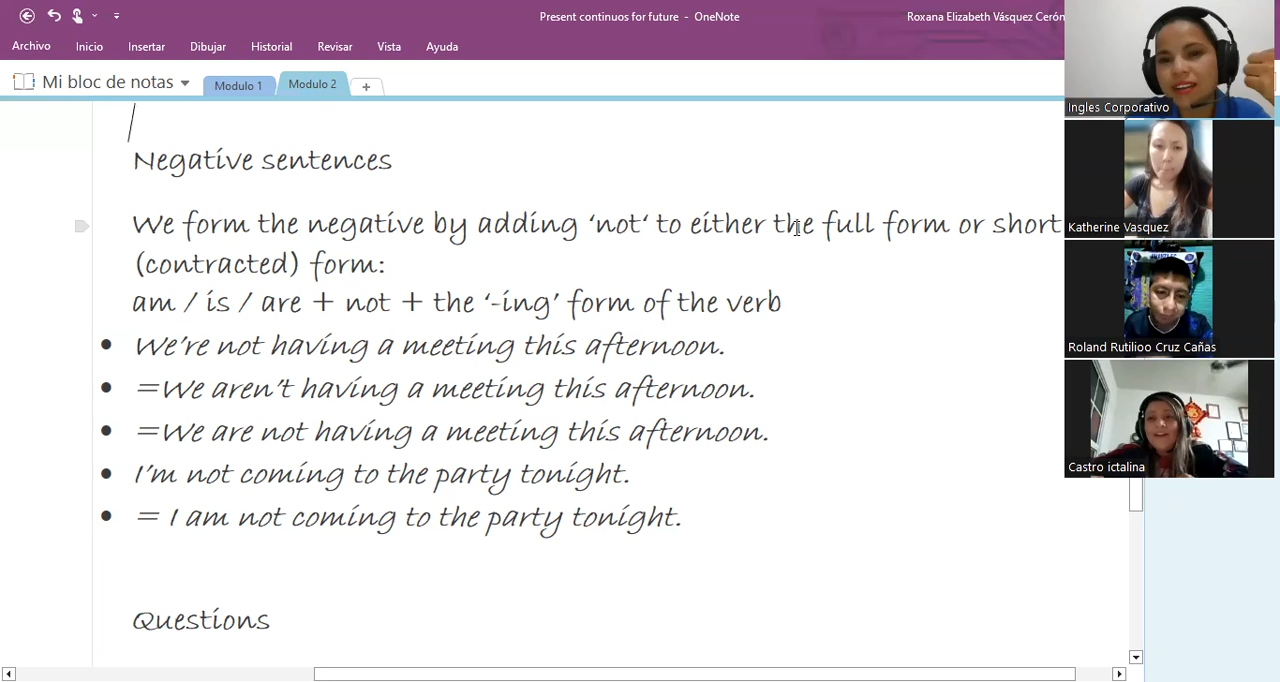 Present continuos for future - OneNote
Roxana Elizabeth Vásquez Cerón
Archivo Inicio Insertar Dibujar Historial Revisar Vista Ayuda
Mi bloc de notas Modulo 1 Modulo 2 +
Negative sentences
We form the negative by adding ‘not‘ to either the full form or short
(contracted) form:
am / is / are + not + the ‘-ing’ form of the verb
• We’re not having a meeting this afternoon.
• =We aren’t having a meeting this afternoon.
• =We are not having a meeting this afternoon.
• I’m not coming to the party tonight.
• = I am not coming to the party tonight.
Questions
Ingles Corporativo
Katherine Vasquez
Roland Rutilioo Cruz Cañas
Castro ictalina